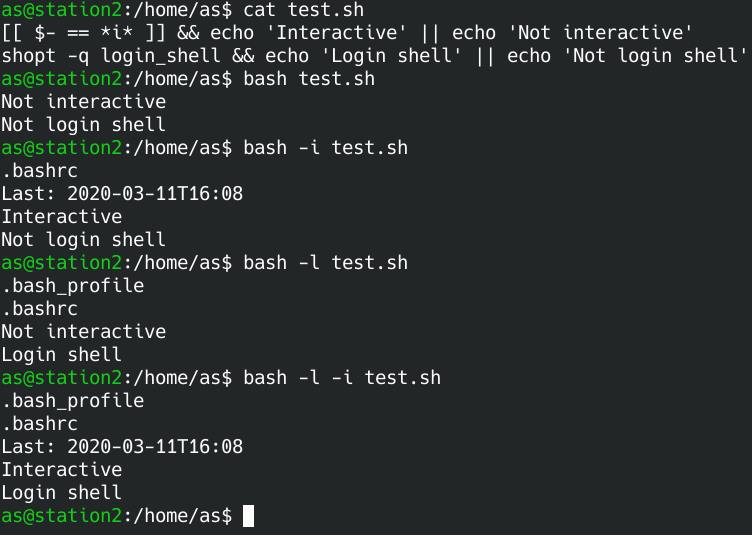 as@station2:/home/as$ cat test.sh
[[ $- == *i* ]] && echo 'Interactive' || echo 'Not interactive'
shopt -q login_shell && echo 'Login shell' || echo 'Not login shell'
as@station2:/home/as$ bash test.sh
Not interactive
Not login shell
as@station2:/home/as$ bash -i test.sh
.bashrc
Last: 2020-03-11T16:08
Interactive
Not login shell
as@station2:/home/as$ bash -l test.sh
.bash_profile
.bashrc
Not interactive
Login shell
as@station2:/home/as$ bash -l -i test.sh
.bash_profile
.bashrc
Last: 2020-03-11T16:08
Interactive
Login shell
as@station2:/home/as$